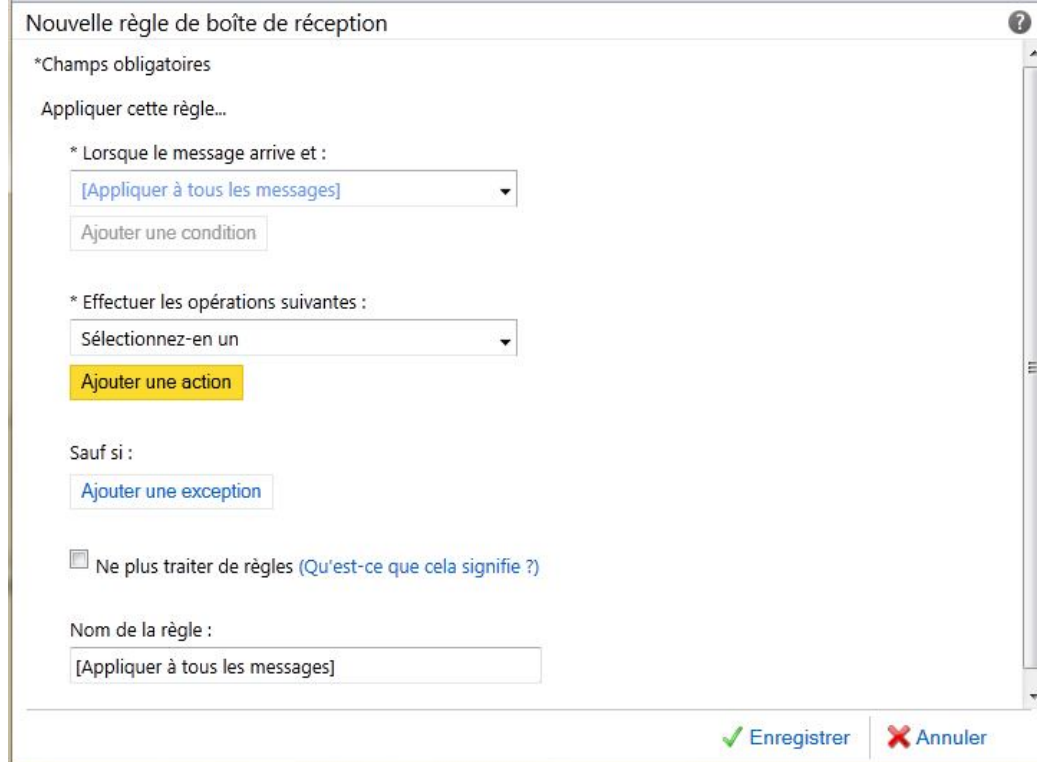 Nouvelle règle de boîte de réception
?
*Champs obligatoires
Appliquer cette règle...
* Lorsque le message arrive et :
[Appliquer à tous les messages]
Ajouter une condition
* Effectuer les opérations suivantes :
Sélectionnez-en un
Ajouter une action
Sauf si :
Ajouter une exception
Ne plus traiter de règles (Qu'est-ce que cela signifie ?)
Nom de la règle :
[Appliquer à tous les messages]
Enregistrer Annuler